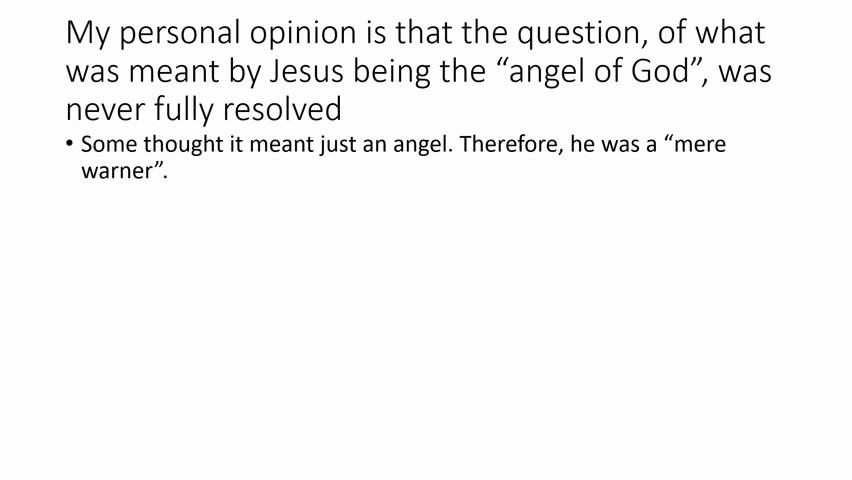 My personal opinion is that the question, of what
was meant by Jesus being the “angel of God”, was
never fully resolved
• Some thought it meant just an angel. Therefore, he was a “mere
warner”.